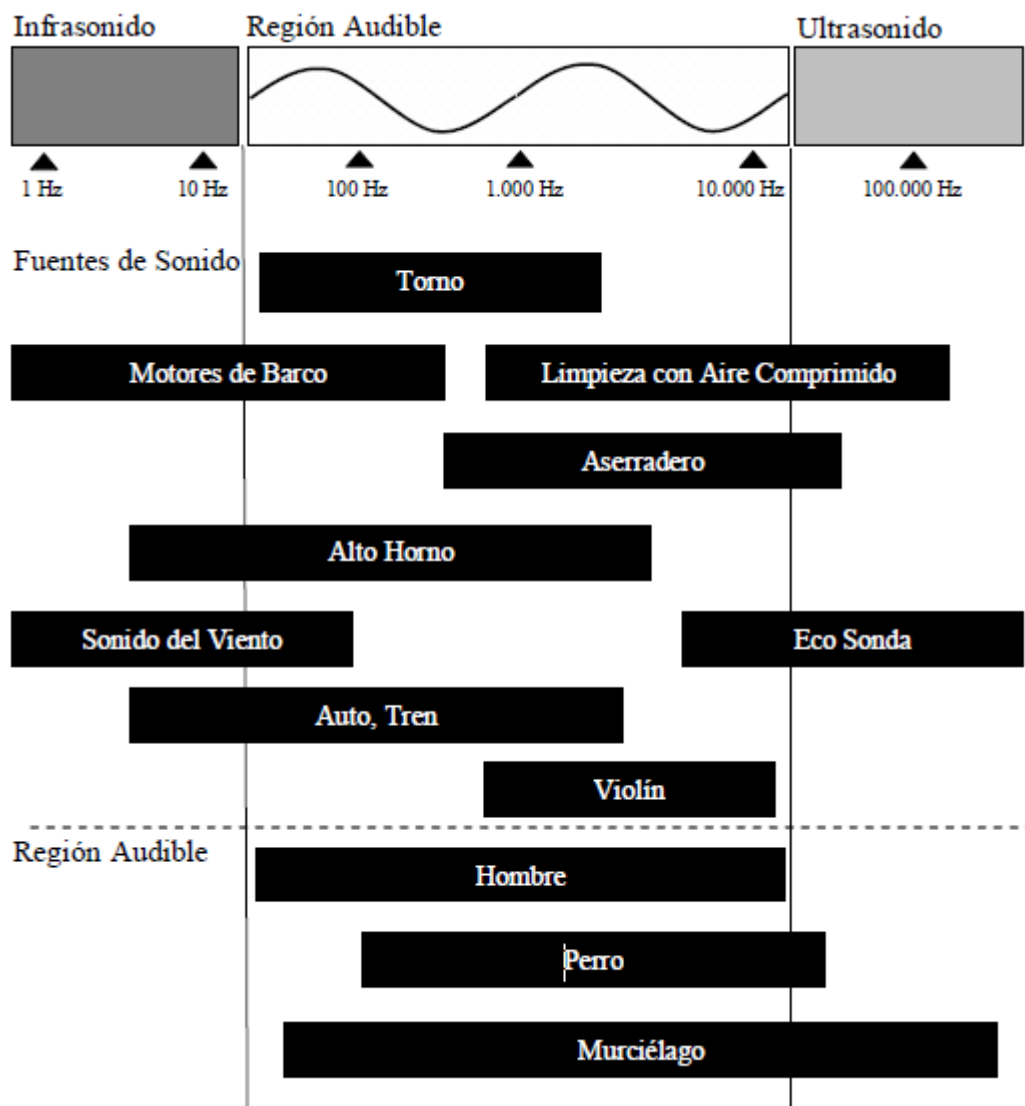 Infrasonido
Región Audible
Ultrasonido
1 Hz
10 Hz
100 Hz
1.000 Hz
10.000 Hz
100.000 Hz
Fuentes de Sonido
Torno
Motores de Barco
Limpieza con Aire Comprimido
Aserradero
Alto Horno
Sonido del Viento
Eco Sonda
Auto, Tren
Violín
Región Audible
Hombre
Perro
Murciélago